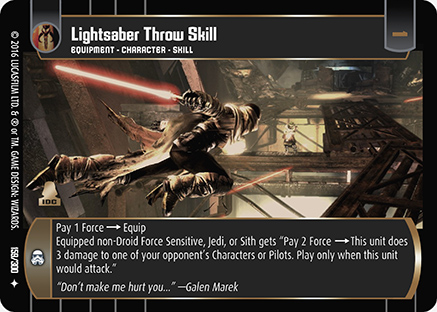 Lightsaber Throw Skill
EQUIPMENT - CHARACTER - SKILL
© 2016 LUCASFILM LTD. & ® or TM. GAME DESIGN: WIZARDS.
159/300
IDC
Pay 1 Force → Equip
Equipped non-Droid Force Sensitive, Jedi, or Sith gets “Pay 2 Force → This unit does
3 damage to one of your opponent's Characters or Pilots. Play only when this unit
would attack.”
“Don't make me hurt you...” —Galen Marek